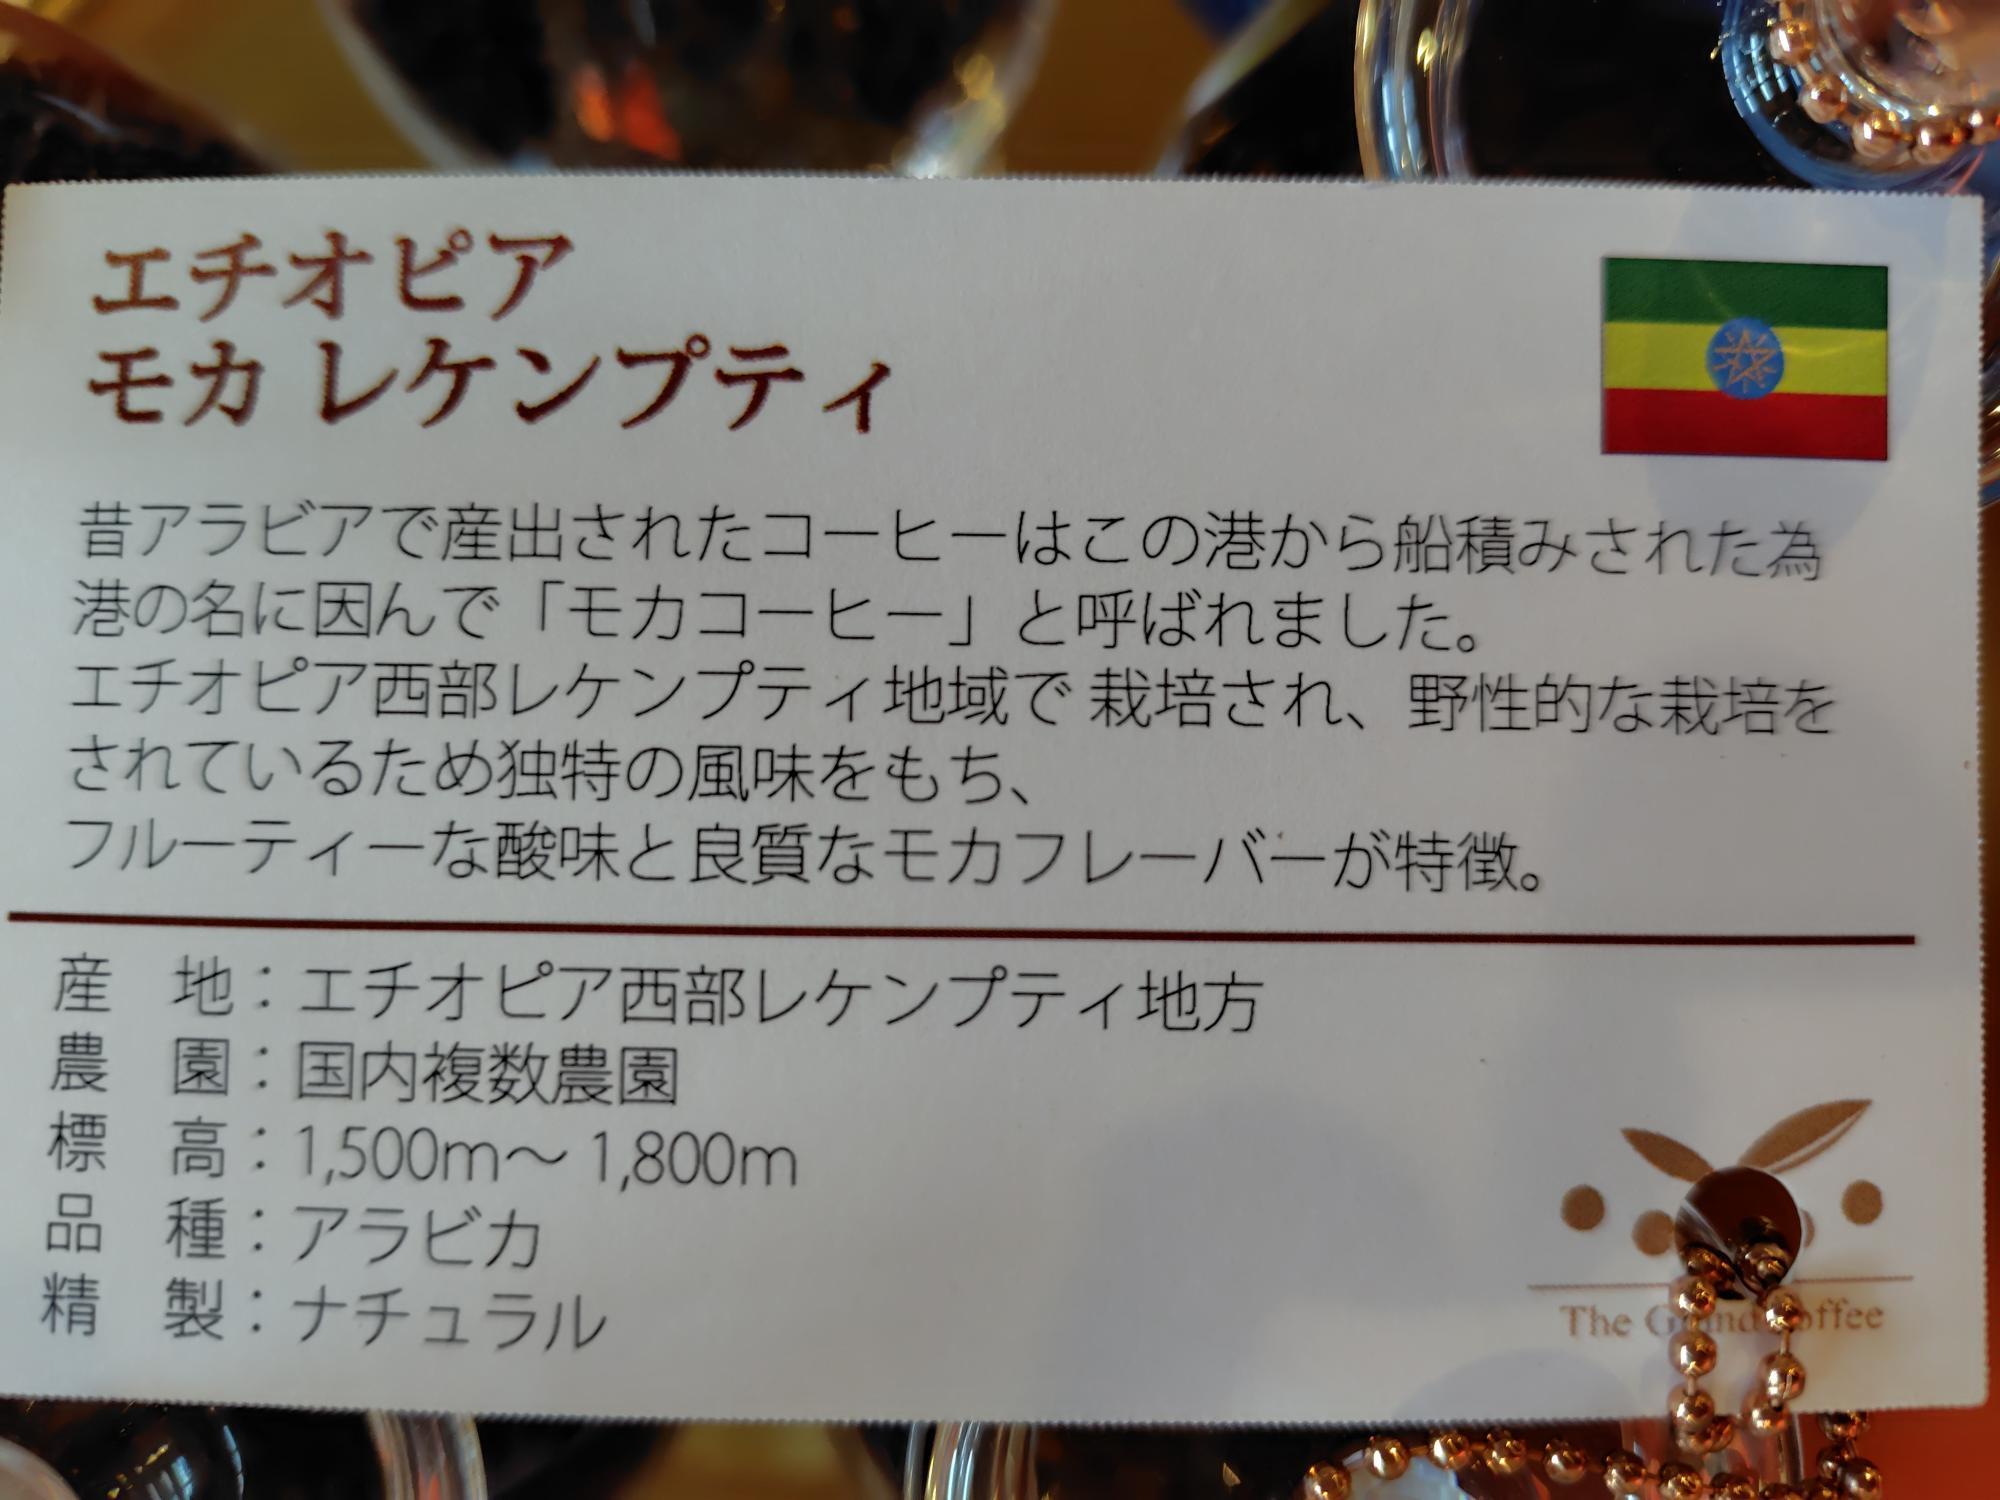 エチオピア
モカ レケンプティ
昔アラビアで産出されたコーヒーはこの港から船積みされた為
港の名に因んで「モカコーヒー」と呼ばれました。
エチオピア西部レケンプティ地域で 栽培され、野性的な栽培を
されているため独特の風味をもち、
フルーティーな酸味と良質なモカフレーバーが特徴。
産　地：エチオピア西部レケンプティ地方
農　園：国内複数農園
標　高：1,500m～ 1,800m
品　種：アラビカ
精　製：ナチュラル
The